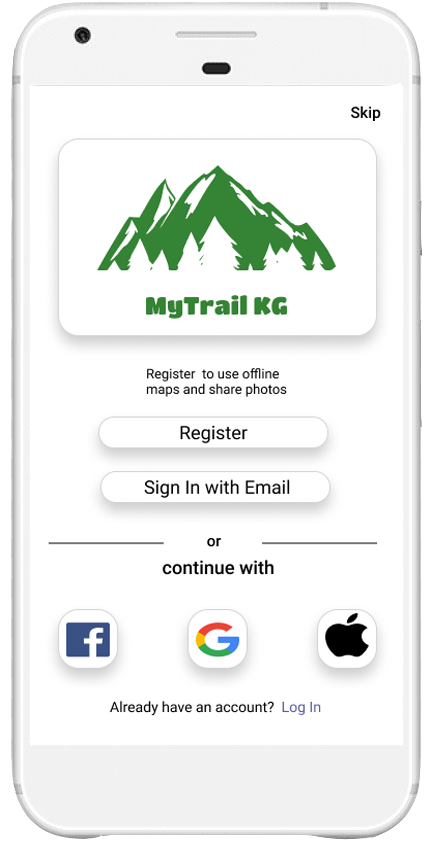 Skip
MyTrail KG
Register to use offline
maps and share photos
Register
Sign In with Email
or
continue with
Already have an account? Log In